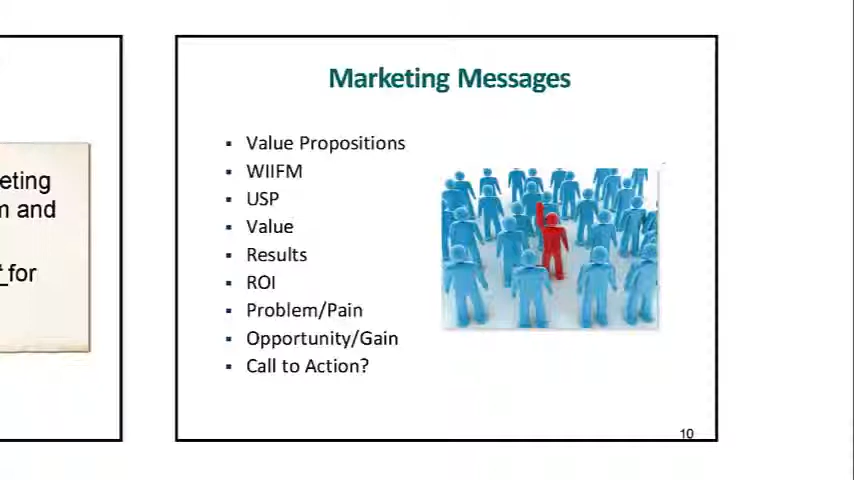 eting
m and
for
Marketing Messages
Value Propositions
WIIFM
USP
Value
Results
ROI
Problem/Pain
Opportunity/Gain
Call to Action?
10